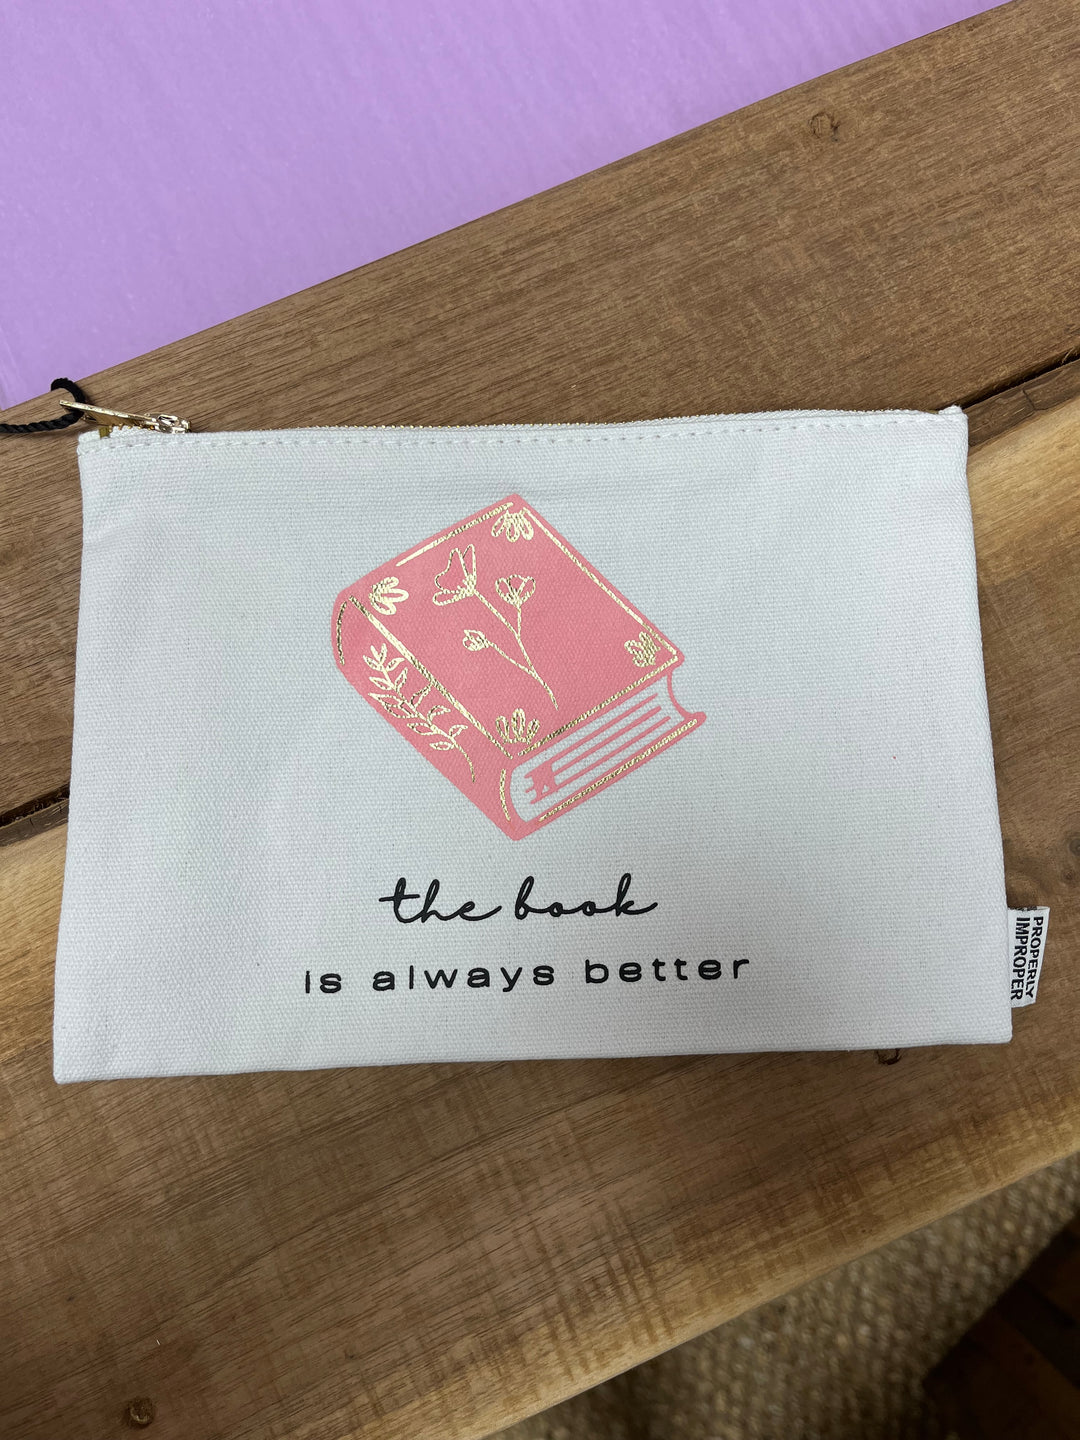 the book
is always better
PROPERLY
IMPROPER